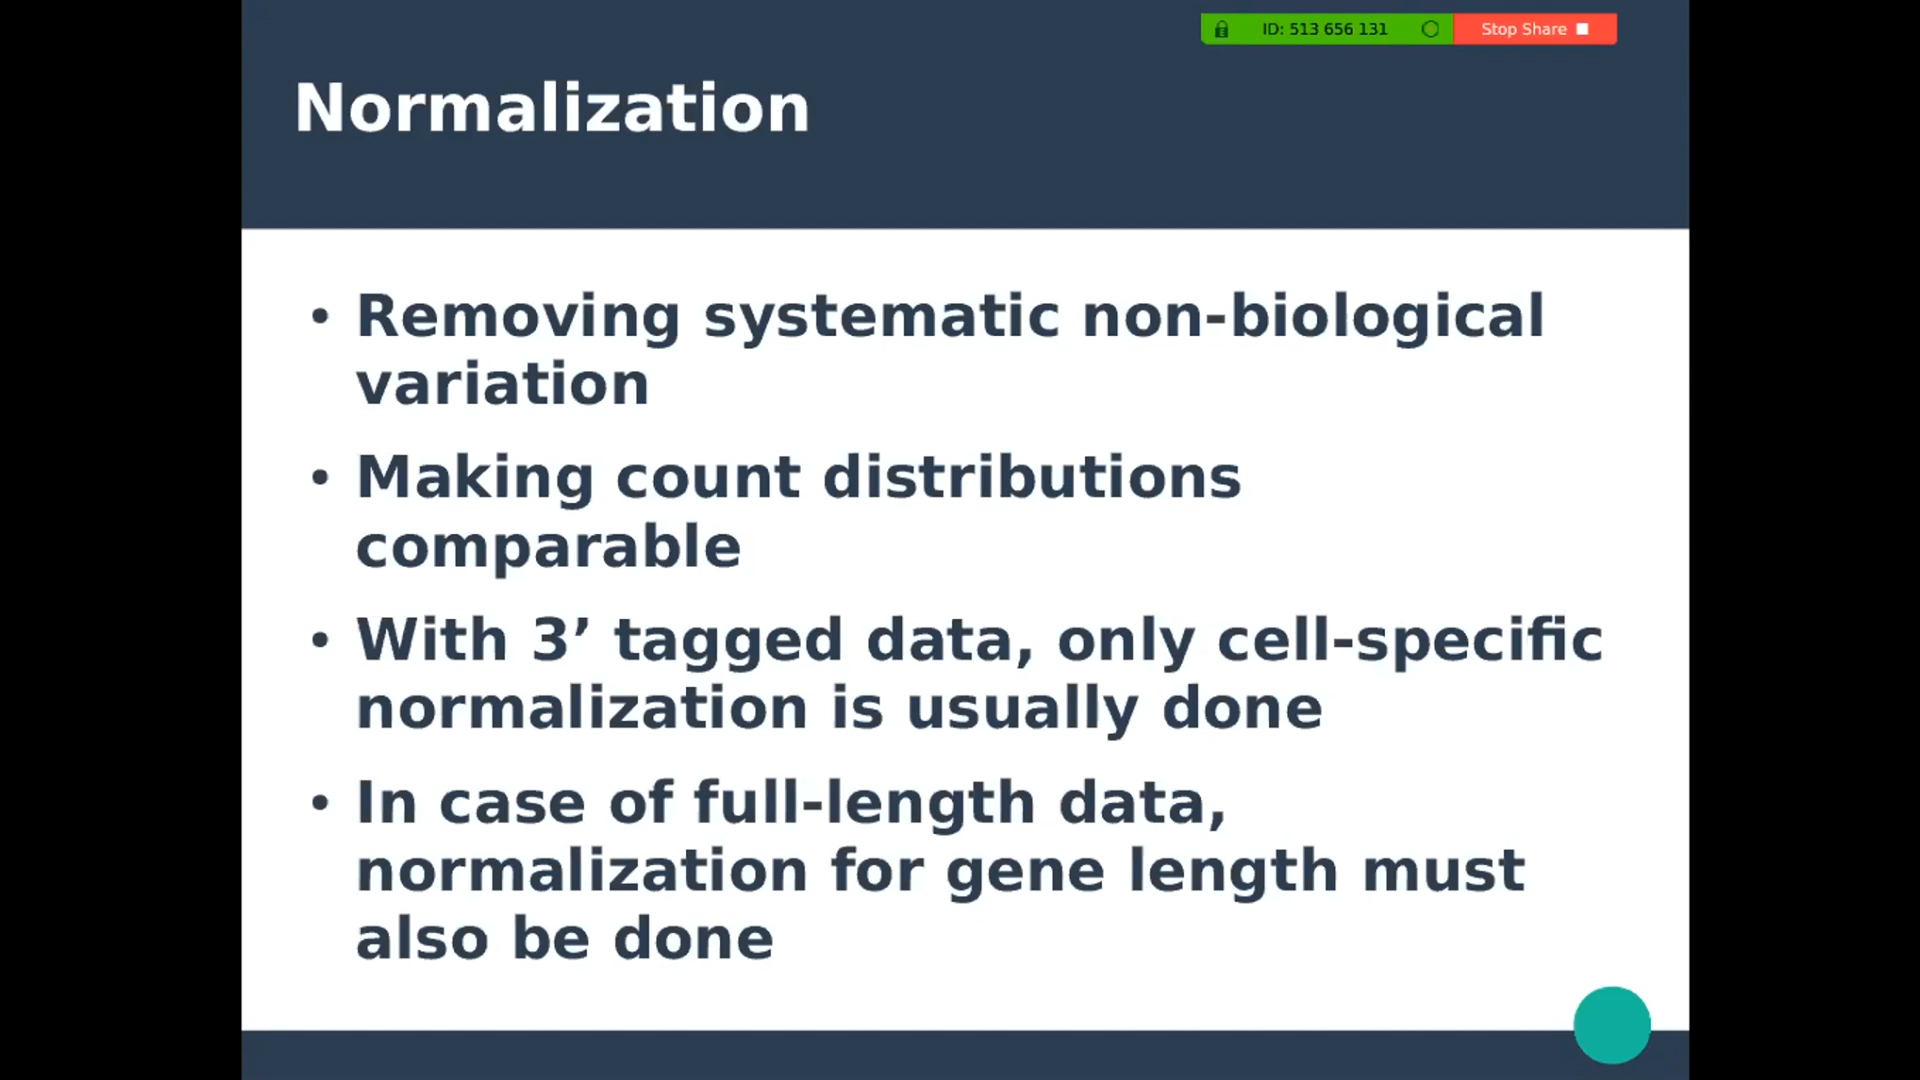 ID: 513 656 131
Stop Share
Normalization
• Removing systematic non-biological
variation
• Making count distributions
comparable
• With 3’ tagged data, only cell-specific
normalization is usually done
• In case of full-length data,
normalization for gene length must
also be done